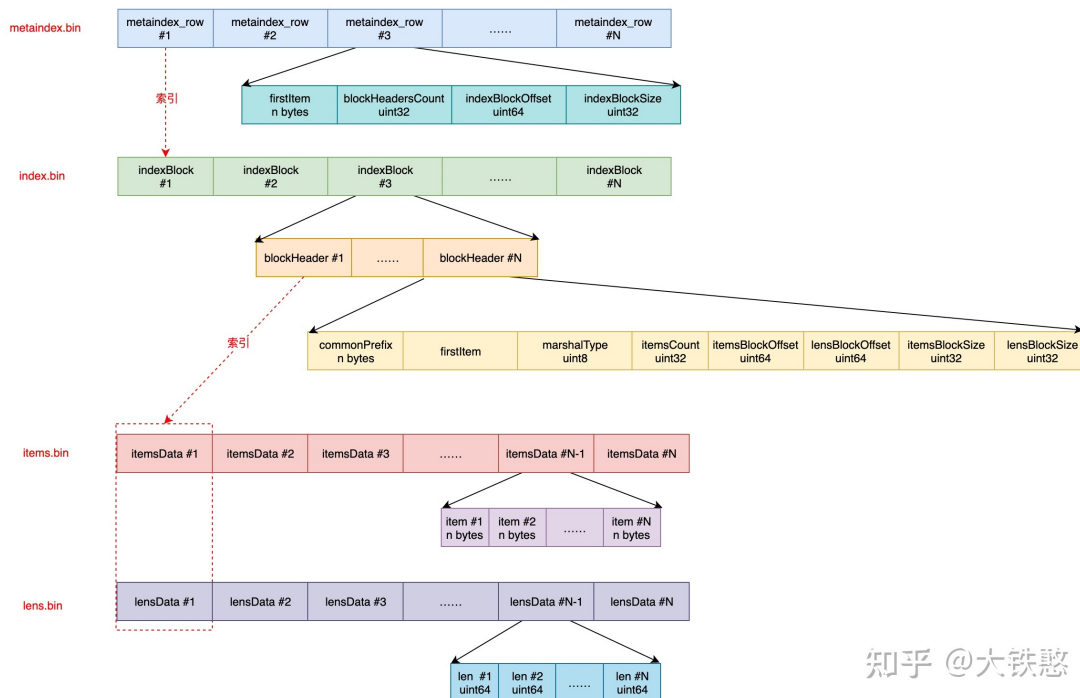 metaindex.bin
metaindex_row
#1
metaindex_row
#2
metaindex_row
#3
......
metaindex_row
#N
索引
firstItem
n bytes
blockHeadersCount
uint32
indexBlockOffset
uint64
indexBlockSize
uint32
index.bin
indexBlock
#1
indexBlock
#2
indexBlock
#3
......
indexBlock
#N
blockHeader #1
......
blockHeader #N
索引
commonPrefix
n bytes
firstItem
marshalType
uint8
itemsCount
uint32
itemsBlockOffset
uint64
lensBlockOffset
uint64
itemsBlockSize
uint32
lensBlockSize
uint32
items.bin
itemsData #1
itemsData #2
itemsData #3
......
itemsData #N-1
itemsData #N
item #1
n bytes
item #2
n bytes
......
item #N
n bytes
lens.bin
lensData #1
lensData #2
lensData #3
......
lensData #N-1
lensData #N
len #1
uint64
len #2
uint64
......
len #N
uint64
知乎 @大铁憨